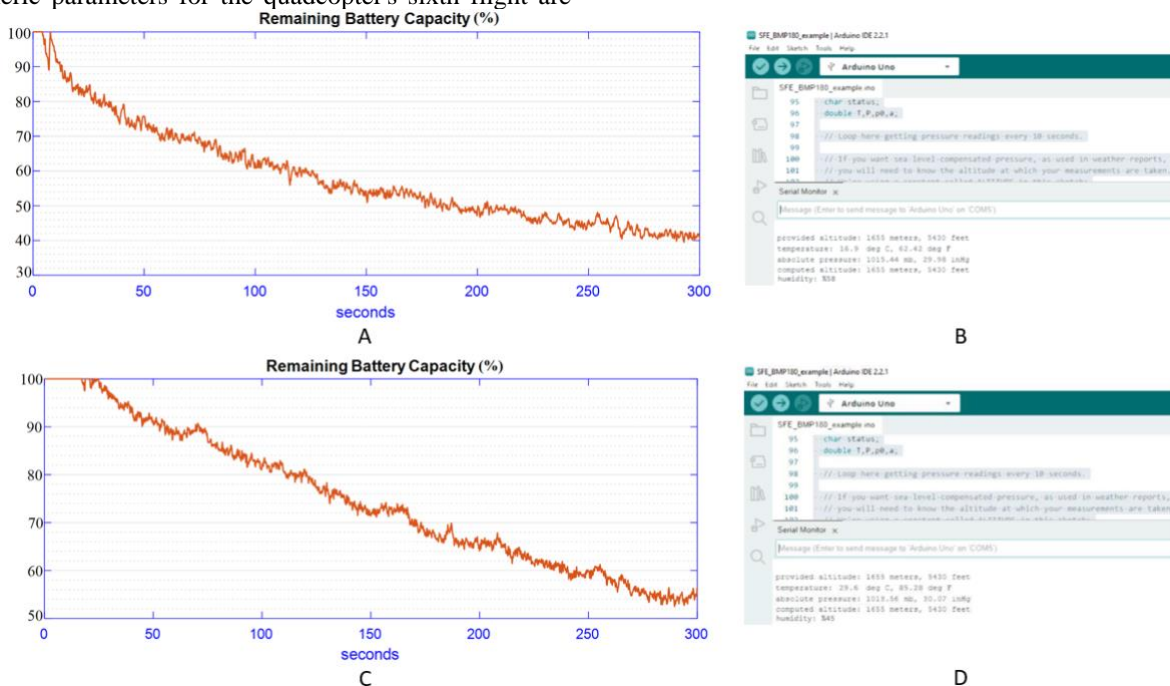 eric parameters for the quadcopter's sixth flight are
Remaining Battery Capacity (%)
100
90
80
70
60
50
40
30
0 50 100 150 200 250 300
seconds
A
SFE_BMP180_example | Arduino IDE 2.2.1
File Edit Sketch Tools Help
Arduino Uno
SFE_BMP180_example.ino
95 char status;
96 double T,P,p0,a;
97
98 // Loop here getting pressure readings every 10 seconds.
99
100 // If you want sea-level-compensated pressure, as used in weather reports,
101 // you will need to know the altitude at which your measurements are taken.
Serial Monitor x
Message (Enter to send message to 'Arduino Uno' on 'COM5')
provided altitude: 1655 meters, 5430 feet
temperature: 16.9 deg C, 62.42 deg F
absolute pressure: 1015.44 mb, 29.98 inHg
computed altitude: 1655 meters, 5430 feet
humidity: %58
B
Remaining Battery Capacity (%)
100
90
80
70
60
50
0 50 100 150 200 250 300
seconds
C
SFE_BMP180_example | Arduino IDE 2.2.1
File Edit Sketch Tools Help
Arduino Uno
SFE_BMP180_example.ino
95 char status;
96 double T,P,p0,a;
97
98 // Loop here getting pressure readings every 10 seconds.
99
100 // If you want sea-level-compensated pressure, as used in weather reports,
101 // you will need to know the altitude at which your measurements are taken
Serial Monitor x
Message (Enter to send message to 'Arduino Uno' on 'COM5')
provided altitude: 1655 meters, 5430 feet
temperature: 29.6 deg C, 85.28 deg F
absolute pressure: mb, 30.07 inHg
computed altitude: 1655 meters, 5430 feet
humidity: %45
D